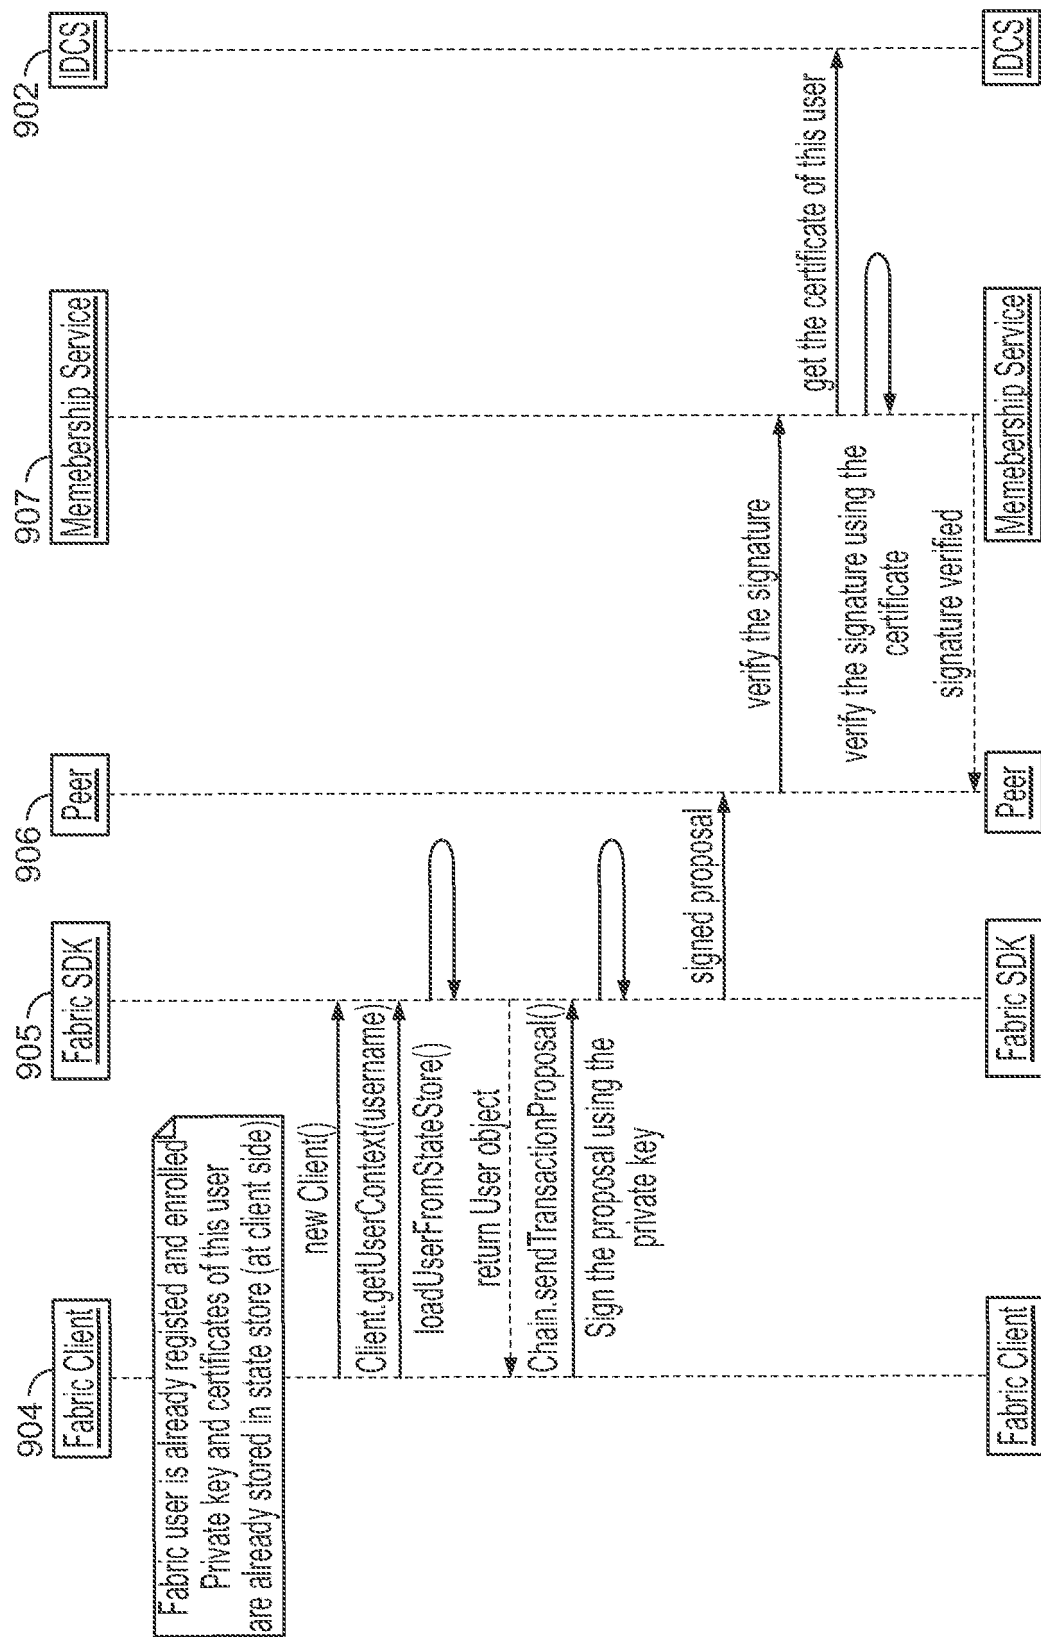 904
Fabric Client
905
Fabric SDK
906
Peer
907
Memebership Service
902
IDCS
Fabric user is already registered and enrolled
Private key and certificates of this user
are already stored in state store (at client side)
new Client()
Client.getUserContext(username)
loadUserFromStateStore()
return User object
Chain.sendTransactionProposal()
Sign the proposal using the
private key
signed proposal
verify the signature
get the certificate of this user
verify the signature using the
certificate
signature verified
Fabric Client
Fabric SDK
Peer
Memebership Service
IDCS